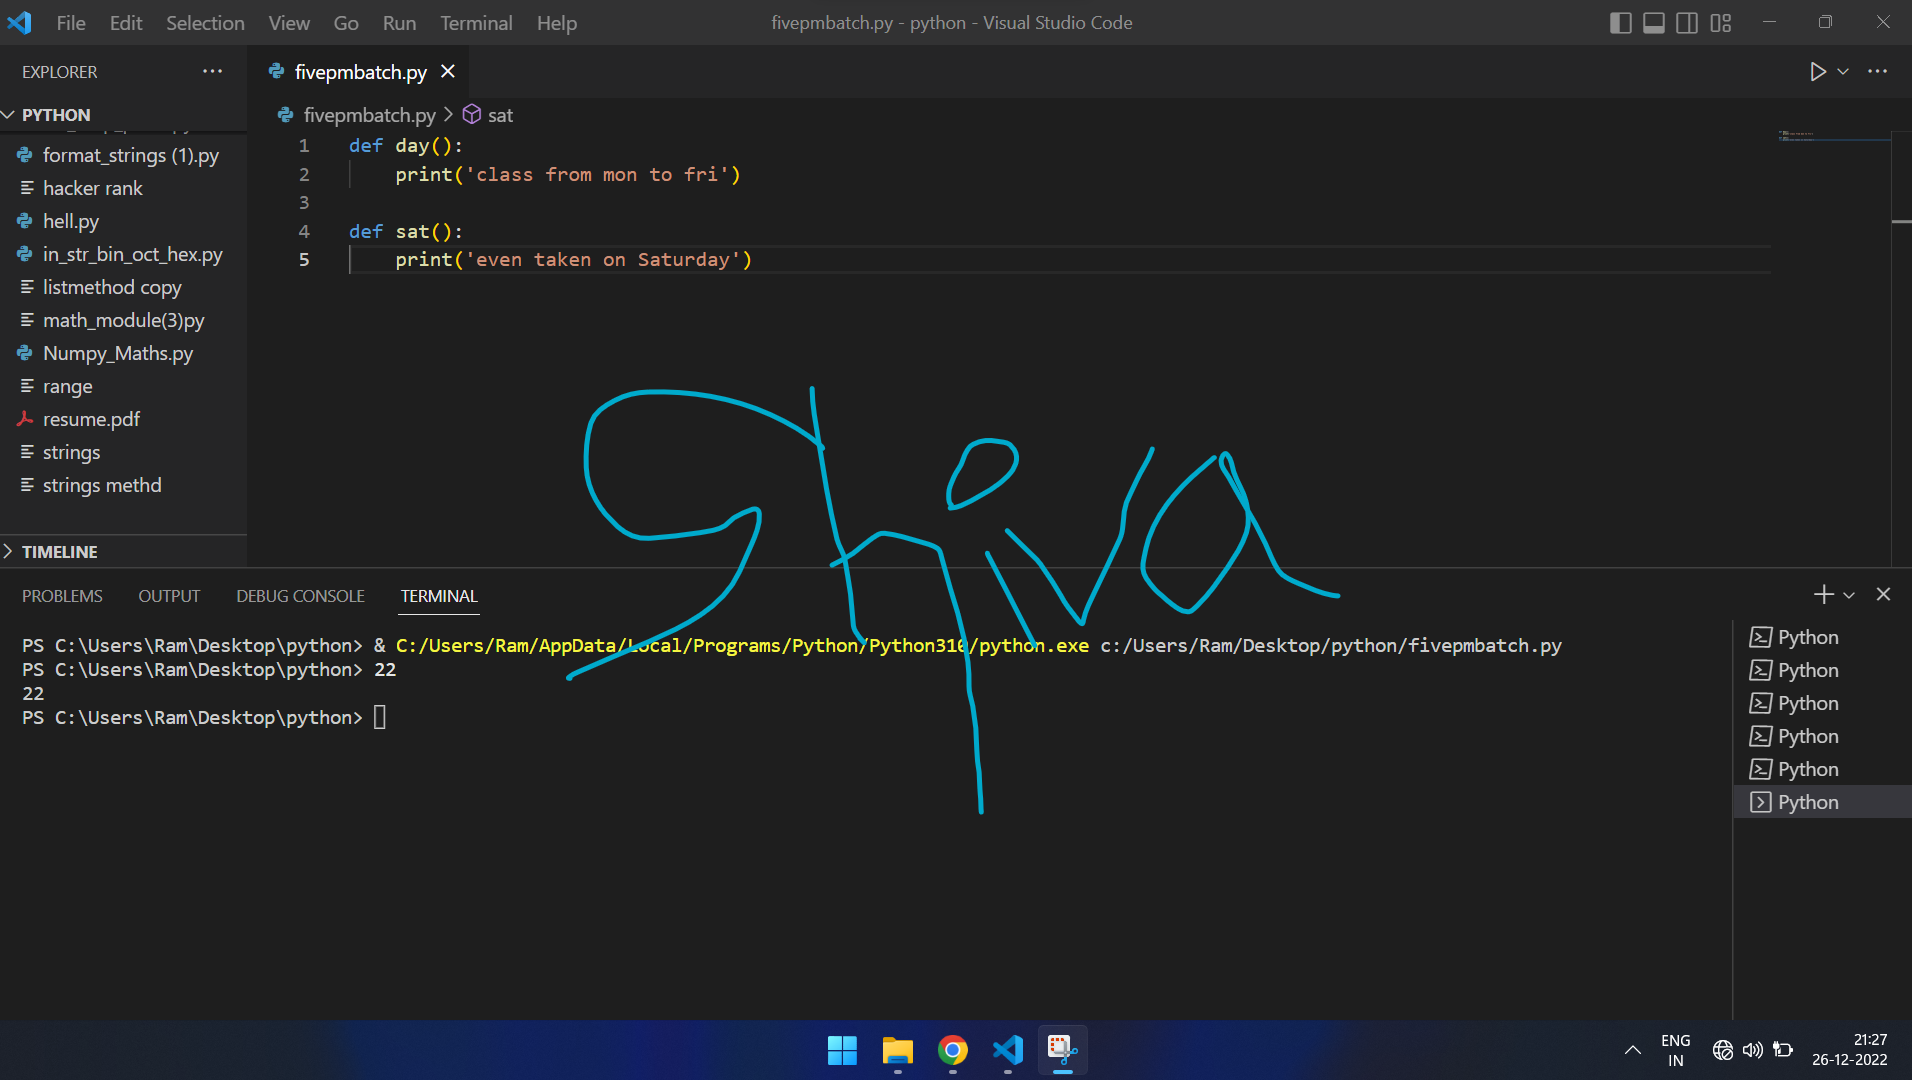 File Edit Selection View Go Run Terminal Help fivepmbatch.py - python - Visual Studio Code
EXPLORER
fivepmbatch.py
PYTHON
fivepmbatch.py > sat
format_strings (1).py
hacker rank
hell.py
in_str_bin_oct_hex.py
listmethod copy
math_module(3)py
Numpy_Maths.py
range
resume.pdf
strings
strings methd
TIMELINE
1 def day():
2 print('class from mon to fri')
3
4 def sat():
5 print('even taken on Saturday')
Shiva
PROBLEMS OUTPUT DEBUG CONSOLE TERMINAL
PS C:\Users\Ram\Desktop\python> & C:/Users/Ram/AppData/Local/Programs/Python/Python310/python.exe c:/Users/Ram/Desktop/python/fivepmbatch.py
PS C:\Users\Ram\Desktop\python> 22
22
PS C:\Users\Ram\Desktop\python>
Python
Python
Python
Python
Python
Python
ENG
IN
21:27
26-12-2022